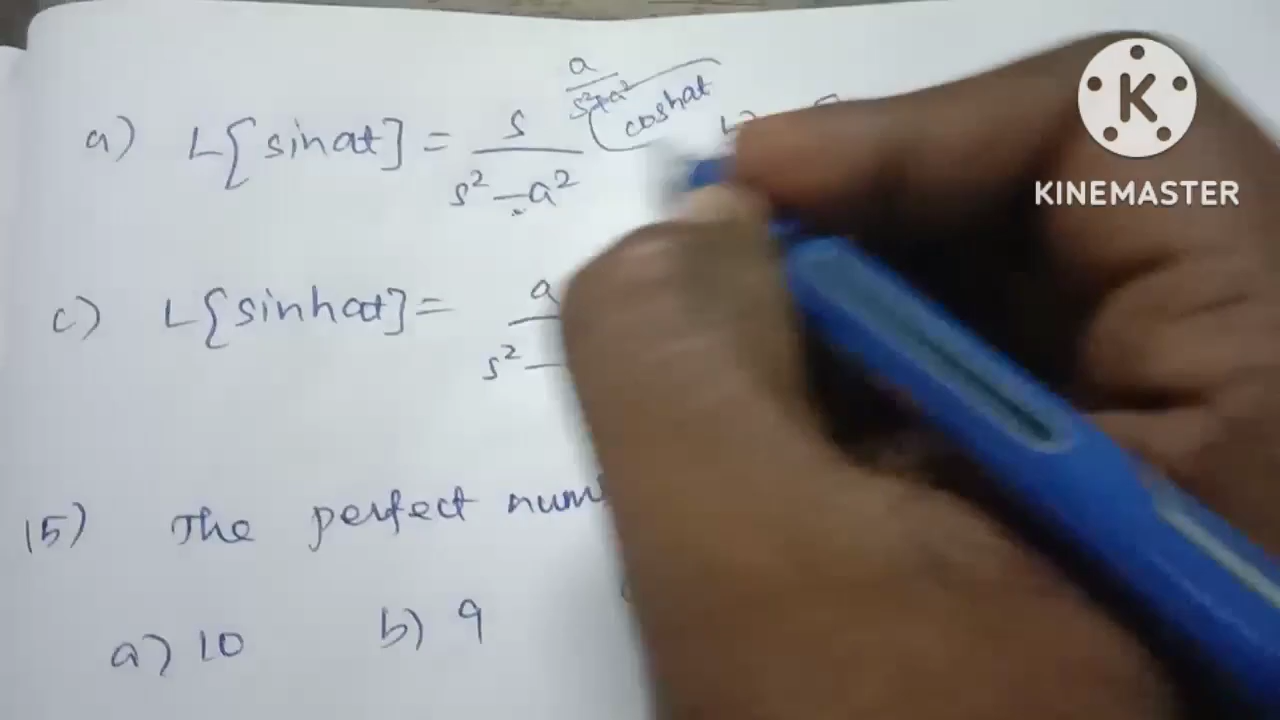 a
s²+a²
a) L[sinat] = s / s² - a² coshat
K
KINEMASTER
c) L[sinhat] = a
s² -
15) The perfect num
a) 10 b) 9